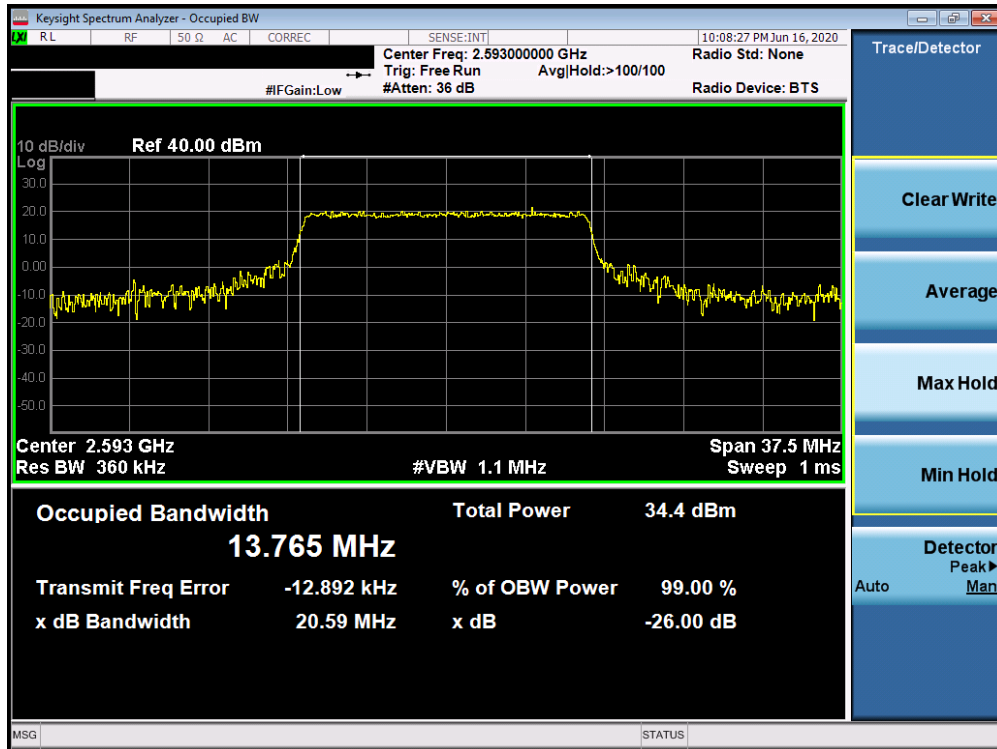 Keysight Spectrum Analyzer - Occupied BW
LXI RL RF 50 Ω AC CORREC SENSE:INT 10:08:27 PM Jun 16, 2020
Center Freq: 2.593000000 GHz Radio Std: None
Trig: Free Run Avg|Hold:>100/100
#IFGain:Low #Atten: 36 dB Radio Device: BTS
10 dB/div Ref 40.00 dBm
Log
30.0
20.0
10.0
0.00
-10.0
-20.0
-30.0
-40.0
-50.0
Center 2.593 GHz Span 37.5 MHz
Res BW 360 kHz #VBW 1.1 MHz Sweep 1 ms
Occupied Bandwidth Total Power 34.4 dBm
13.765 MHz
Transmit Freq Error -12.892 kHz % of OBW Power 99.00 %
x dB Bandwidth 20.59 MHz x dB -26.00 dB
MSG STATUS
Trace/Detector
Clear Write
Average
Max Hold
Min Hold
Detector
Peak▶
Auto Man